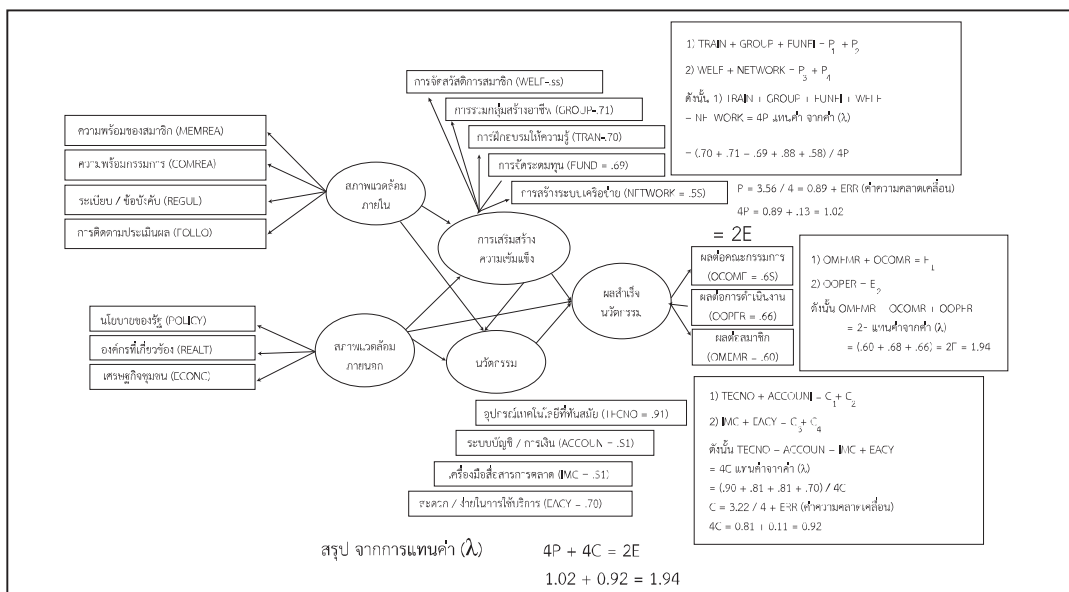 ความพร้อมของสมาชิก (MEMREA)
ความพร้อมกรรมการ (COMREA)
ระเบียบ / ข้อบังคับ (REGUL)
การติดตามประเมินผล (FOLLO)
สภาพแวดล้อม
ภายใน
นโยบายของรัฐ (POLICY)
องค์กรที่เกี่ยวข้อง (REALT)
เศรษฐกิจชุมชน (ECONC)
สภาพแวดล้อม
ภายนอก
การจัดสวัสดิการสมาชิก
การรวมกลุ่มสร้างอาชีพ (GROUP-.71)
การฝึกอบรมให้ความรู้ (TRAN-.70)
การจัดระดมทุน (FUND = .69)
การสร้างระบบเครือข่าย (NETWORK = .5S)
การเสริมสร้าง
ความเข้มแข็ง
นวัตกรรม
ผลสำเร็จ
นวัตกรรม
ผลต่อคณะกรรมการ
(OCOME = .6S)
ผลต่อการดำเนินงาน
(OOPER = .66)
ผลต่อสมาชิก
(OMEMR -.60)
อุปกรณ์เทคโนโลยีที่ทันสมัย (TECNO = .91)
ระบบบัญชี / การเงิน (ACCOUN – .S1)
เครื่องมือสื่อสารการตลาด (IMC – .S1)
สะดวก / ง่ายในการใช้บริการ (EACY – .70)
1) TRAIN + GROUP + FUNFI – P1 + P2
2) WELF + NETWORK – P3 + P4
ดังนั้น 1) TRAIN + GROUP + FUNFI + WELF
– NETWORK = 4P แทนค่า จากค่า (λ)
– (.70 + .71 – .69 + .88 + .58) / 4P
P = 3.56 / 4 = 0.89 + ERR (ค่าความคลาดเคลื่อน)
4P = 0.89 + .13 = 1.02
= 2E
1) OMEMR + OCOMR = E1
2) OOPER – E2
ดังนั้น OMEMR OCOMR + OOPER
= 2E แทนค่าจากค่า (λ)
= (.60 + .68 + .66) = 2E = 1.94
1) TECNO + ACCOUNT – C1 + C2
2) IMC + EACY – C3 + C4
ดังนั้น TECNO – ACCOUN – IMC + EACY
= 4C แทนค่าจากค่า (λ)
= (.90 + .81 + .81 + .70) / 4C
C = 3.22 / 4 + ERR (ค่าความคลาดเคลื่อน)
4C = 0.81 + 0.11 = 0.92
สรุป จากการแทนค่า (λ) 4P + 4C = 2E
1.02 + 0.92 = 1.94